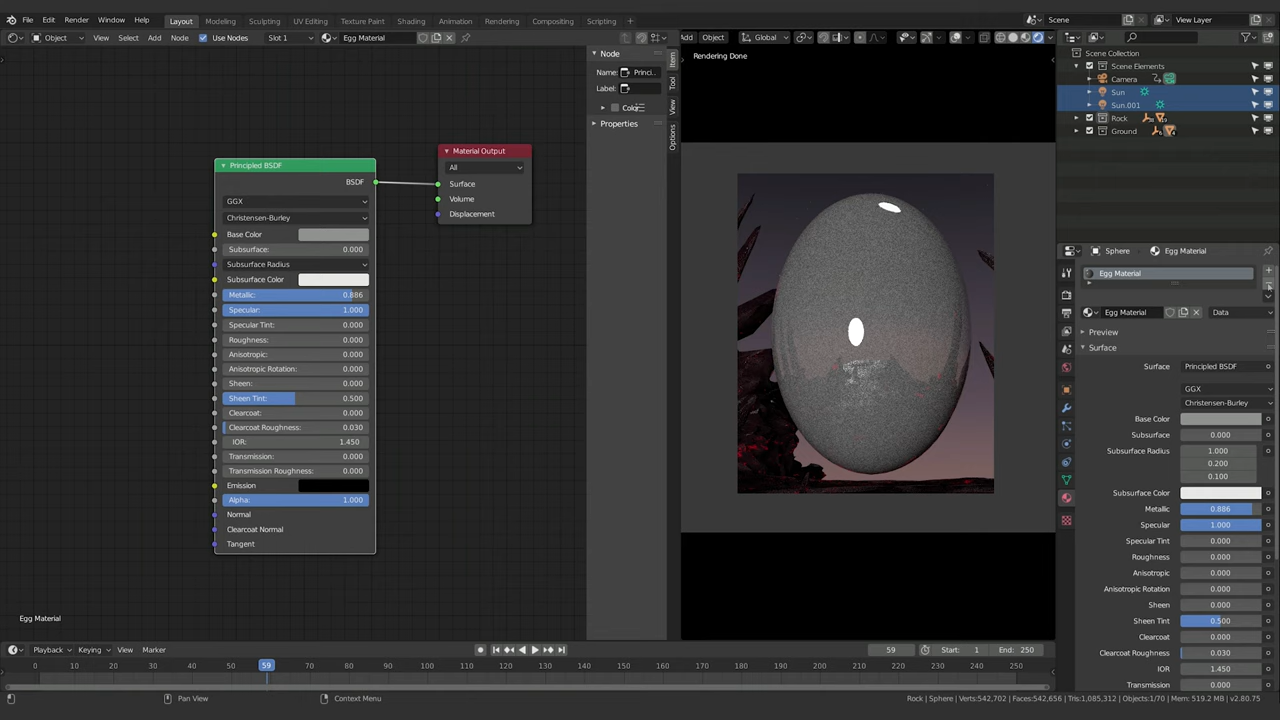 File Edit Render Window Help Layout Modeling Sculpting UV Editing Texture Paint Shading Animation Rendering Compositing Scripting Scene View Layer
Object View Select Add Node Use Nodes Slot 1 Egg Material Add Object Global
Rendering Done
Node
Name: Princi..
Label:
Color
Properties
Item
Tool
View
Options
Principled BSDF
BSDF
GGX
Christensen-Burley
Base Color
Subsurface: 0.000
Subsurface Radius
Subsurface Color
Metallic: 0.886
Specular: 1.000
Specular Tint: 0.000
Roughness: 0.000
Anisotropic: 0.000
Anisotropic Rotation: 0.000
Sheen: 0.000
Sheen Tint: 0.500
Clearcoat: 0.000
Clearcoat Roughness: 0.030
IOR: 1.450
Transmission: 0.000
Transmission Roughness: 0.000
Emission
Alpha: 1.000
Normal
Clearcoat Normal
Tangent
Material Output
All
Surface
Volume
Displacement
Egg Material
Scene Collection
Scene Elements
Camera
Sun
Sun.001
Rock
Ground
Sphere Egg Material
Egg Material
Egg Material Data
Preview
Surface
Surface Principled BSDF
GGX
Christensen-Burley
Base Color
Subsurface 0.000
Subsurface Radius 1.000
0.200
0.100
Subsurface Color
Metallic 0.886
Specular 1.000
Specular Tint 0.000
Roughness 0.000
Anisotropic 0.000
Anisotropic Rotation 0.000
Sheen 0.000
Sheen Tint 0.500
Clearcoat 0.000
Clearcoat Roughness 0.030
IOR 1.450
Transmission 0.000
Playback Keying View Marker 59 Start: 1 End: 250
0 50 59 70 80 90 100 110 120 130 140 150 160 170 180 190 200 210 220 230 240 250
Pan View Context Menu
Rock | Sphere | Verts:542,702 | Faces:542,656 | Tris:1,085,312 | Objects:1/70 | Mem: 519.2 MB | v2.80.75